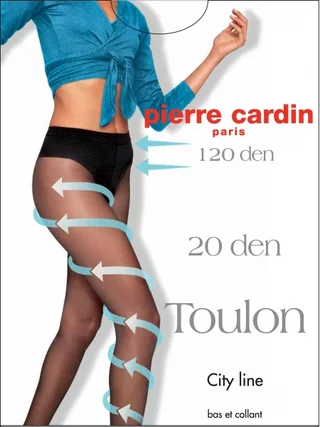 pierre cardin
paris
120 den
20 den
Toulon
City line
bas et collant